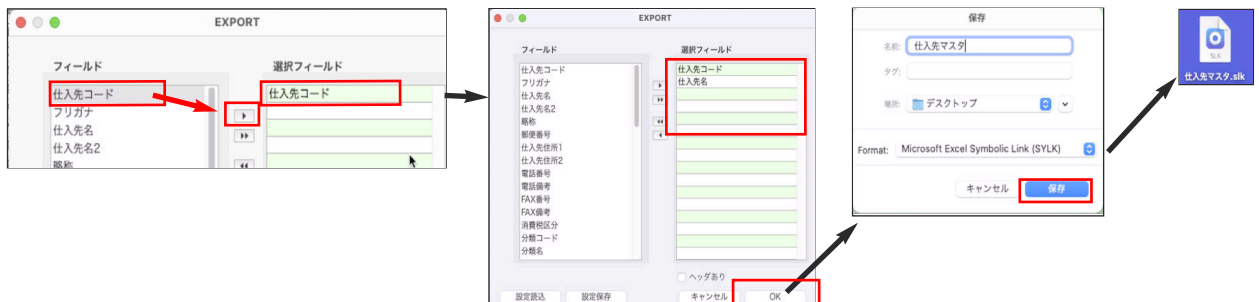 EXPORT
フィールド
選択フィールド
仕入先コード
フリガナ
仕入先名
仕入先名2
略称
仕入先コード
EXPORT
フィールド
選択フィールド
仕入先コード
フリガナ
仕入先名
仕入先名2
略称
郵便番号
仕入先住所1
仕入先住所2
電話番号
電話備考
FAX番号
FAX備考
消費税区分
分類コード
分類名
仕入先コード
仕入先名
ヘッダあり
設定読込
設定保存
キャンセル
OK
保存
名前: 仕入先マスタ
タグ:
場所: デスクトップ
Format: Microsoft Excel Symbolic Link (SYLK)
キャンセル
保存
SLK
仕入先マスタ.slk